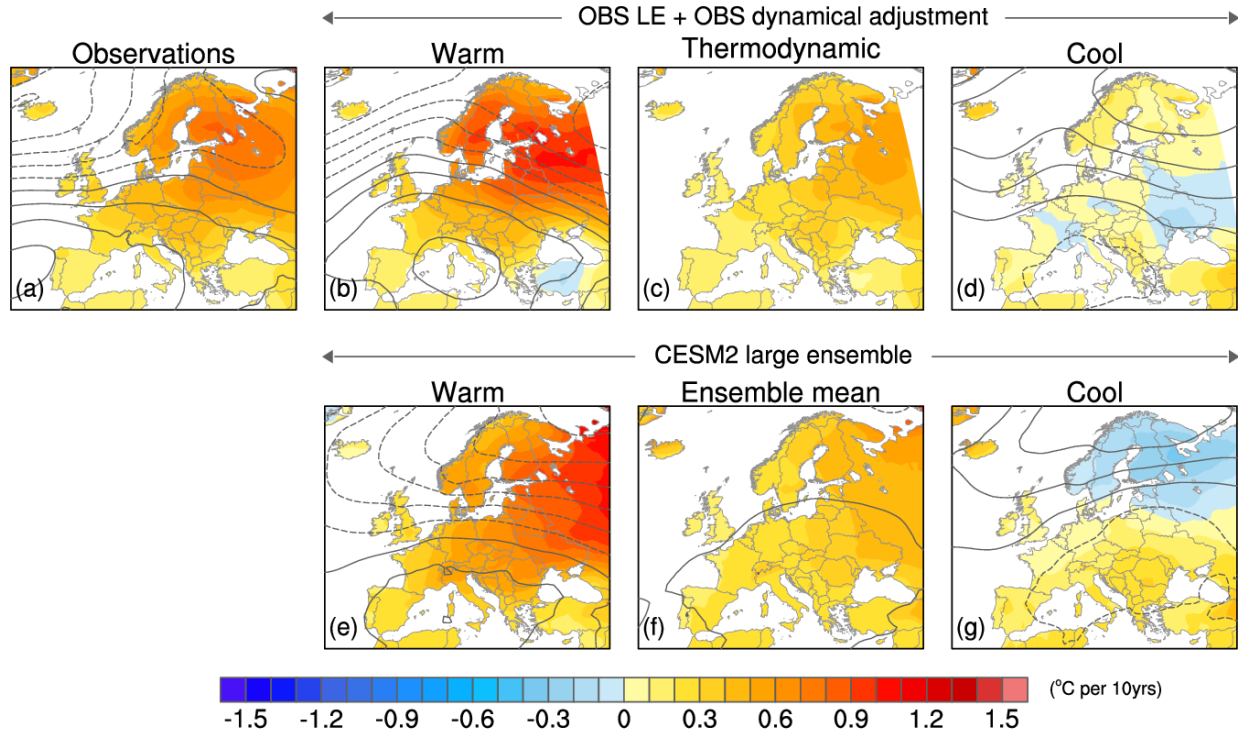 OBS LE + OBS dynamical adjustment
Observations Warm Thermodynamic Cool
(a) (b) (c) (d)
CESM2 large ensemble
Warm Ensemble mean Cool
(e) (f) (g)
-1.5 -1.2 -0.9 -0.6 -0.3 0 0.3 0.6 0.9 1.2 1.5 (°C per 10yrs)